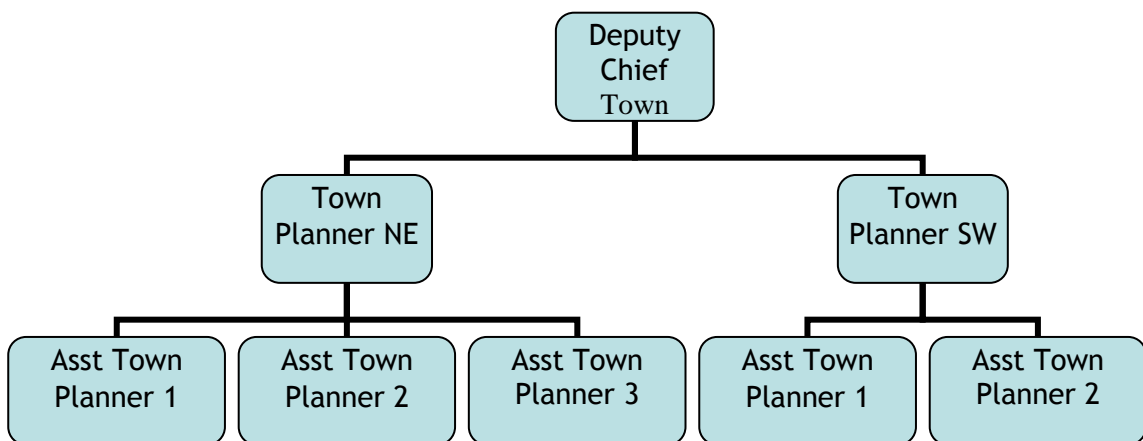 Deputy
Chief
Town
Town
Planner NE
Town
Planner SW
Asst Town
Planner 1
Asst Town
Planner 2
Asst Town
Planner 3
Asst Town
Planner 1
Asst Town
Planner 2